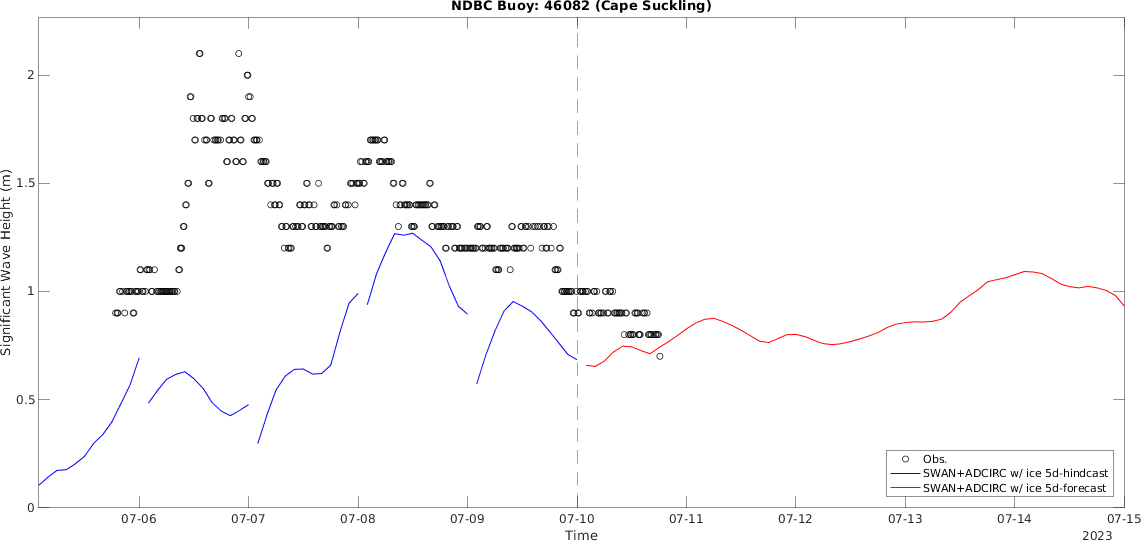 NDBC Buoy: 46082 (Cape Suckling)
Significant Wave Height (m)
2
1.5
1
0.5
0
Obs.
SWAN+ADCIRC w/ ice 5d-hindcast
SWAN+ADCIRC w/ ice 5d-forecast
07-06 07-07 07-08 07-09 07-10 07-11 07-12 07-13 07-14 07-15
Time
2023